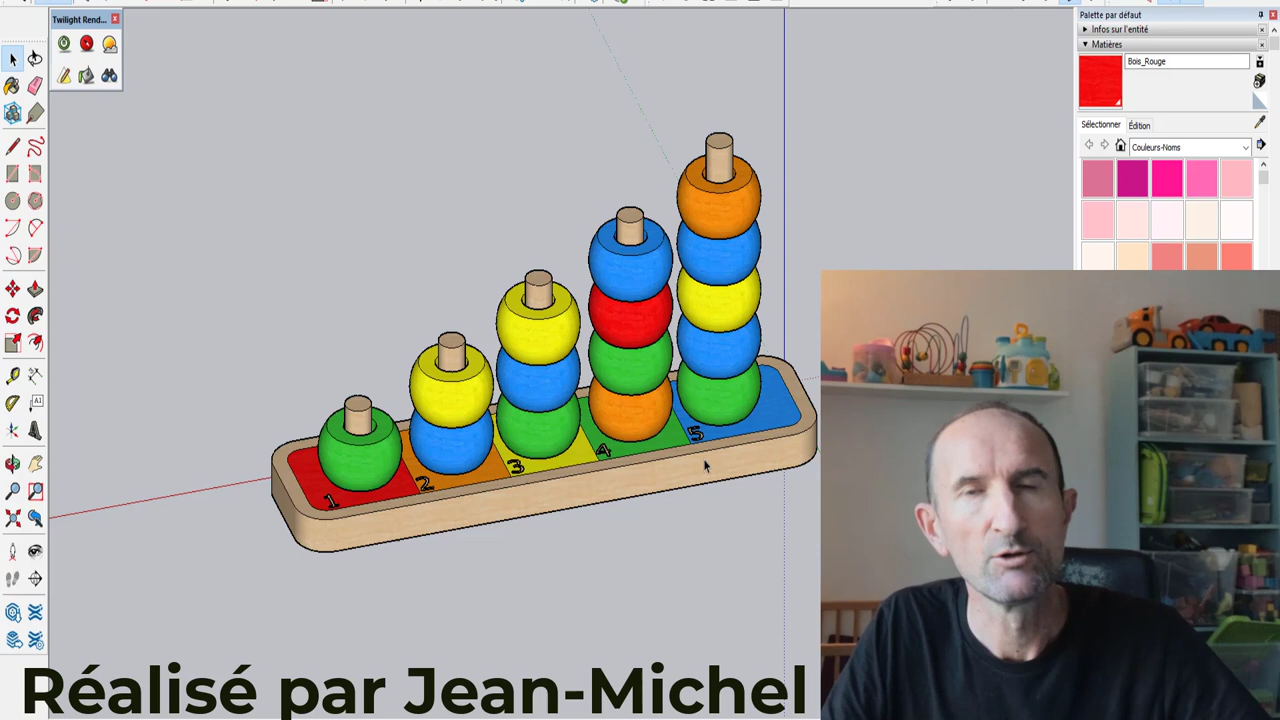 Twilight Rend...
Palette par défaut
Infos sur l'entité
Matières
Bois_Rouge
Sélectionner
Édition
Couleurs-Noms
A1
1
2
3
4
5
Réalisé par Jean-Michel